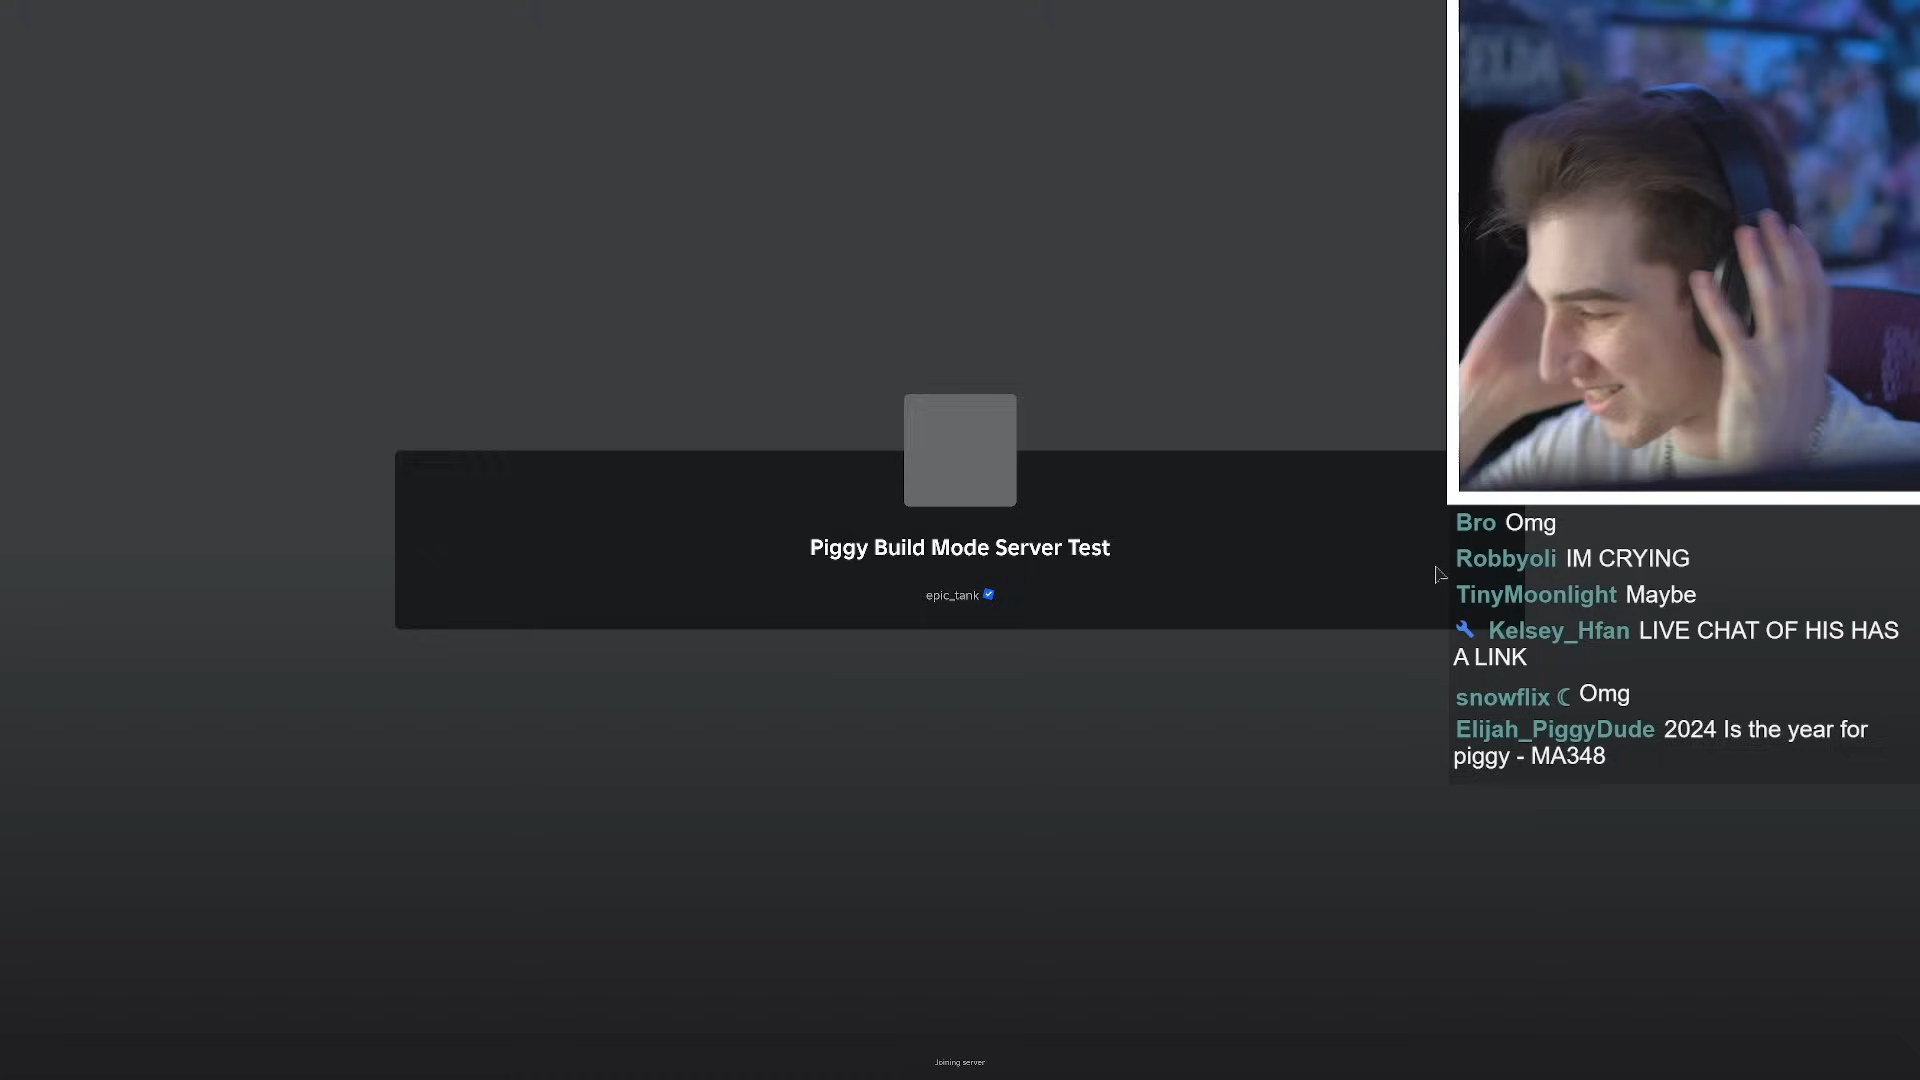 ELDA
Piggy Build Mode Server Test
epic_tank
Bro Omg
Robbyoli IM CRYING
TinyMoonlight Maybe
Kelsey_Hfan LIVE CHAT OF HIS HAS
A LINK
snowflix ☾ Omg
Elijah_PiggyDude 2024 Is the year for
piggy - MA348
Joining server